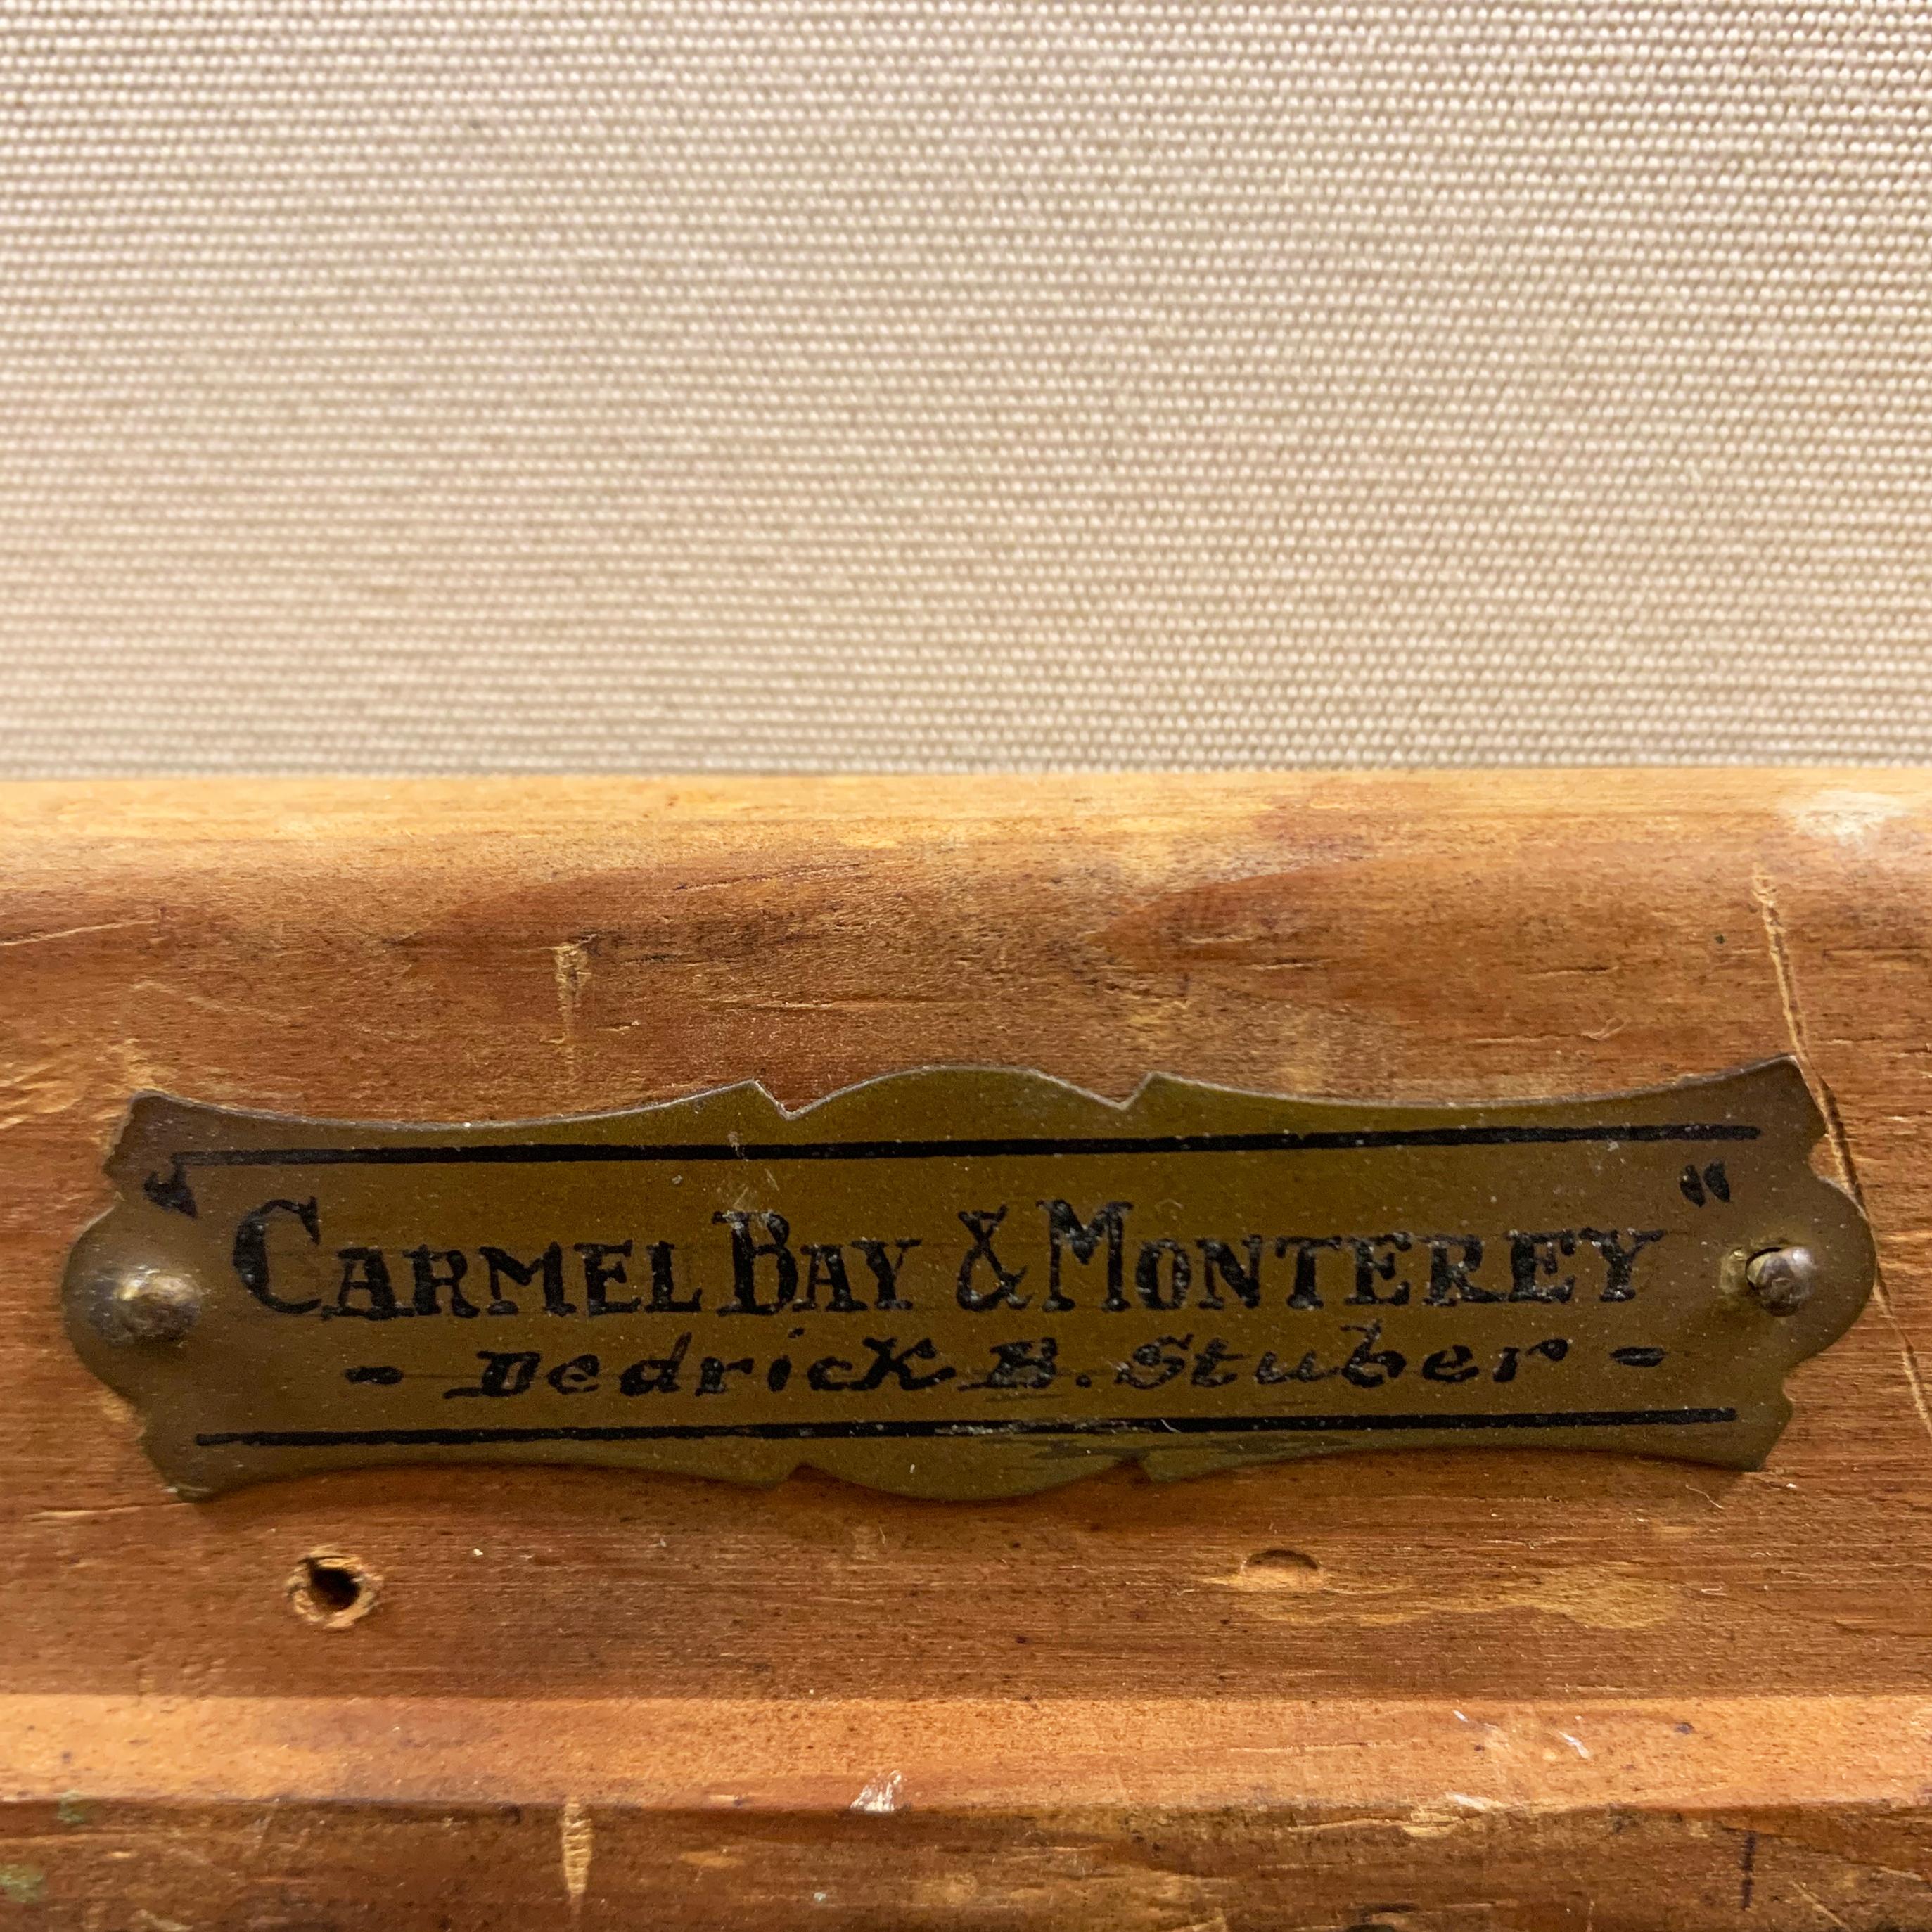 "CARMEL BAY & MONTEREY"
- Dedrick B. Stuber -